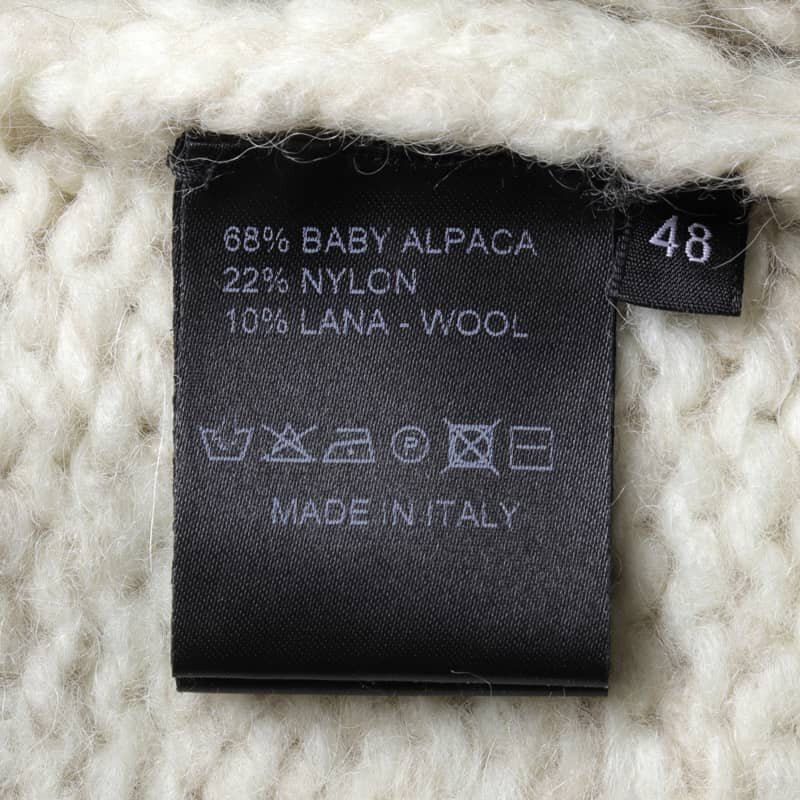 68% BABY ALPACA
22% NYLON
10% LANA - WOOL
48
P
MADE IN ITALY